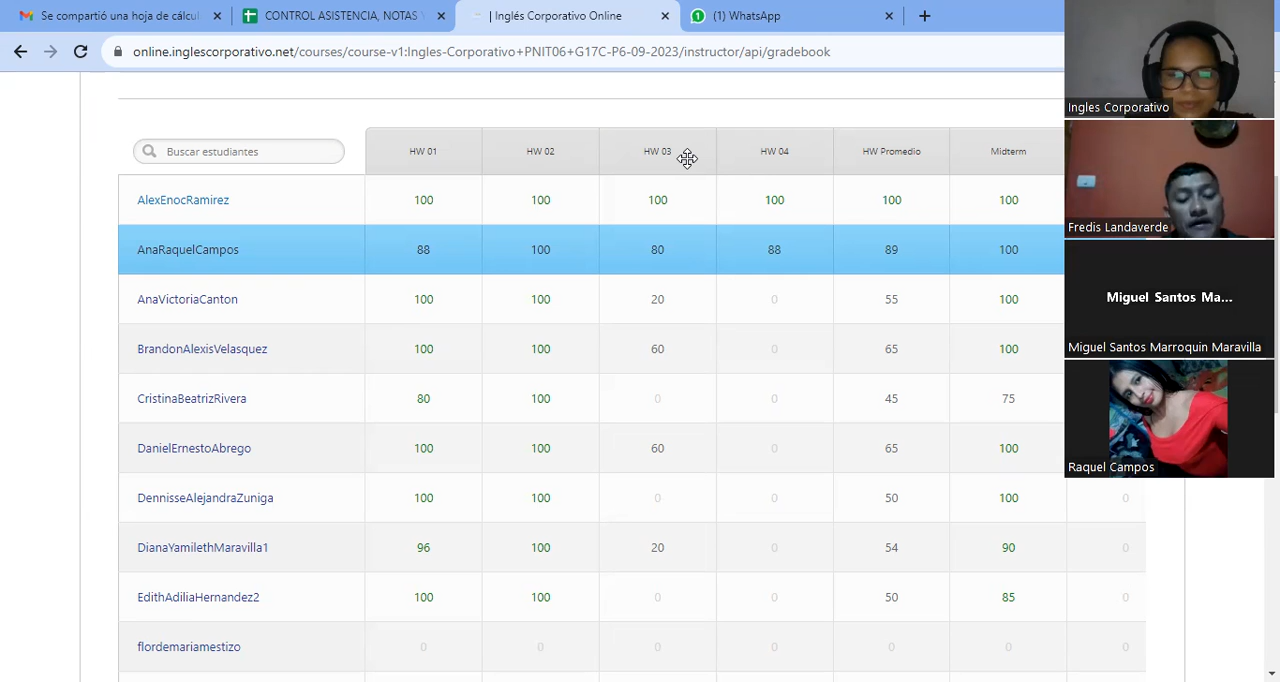 Se compartió una hoja de cálcul
CONTROL ASISTENCIA, NOTAS Y
| Inglés Corporativo Online
(1) WhatsApp
online.inglescorporativo.net/courses/course-v1:Ingles-Corporativo+PNIT06+G17C-P6-09-2023/instructor/api/gradebook
Buscar estudiantes HW 01 HW 02 HW 03 HW 04 HW Promedio Midterm
AlexEnocRamirez 100 100 100 100 100 100
AnaRaquelCampos 88 100 80 88 89 100
AnaVictoriaCanton 100 100 20 0 55 100
BrandonAlexisVelasquez 100 100 60 0 65 100
CristinaBeatrizRivera 80 100 0 0 45 75
DanielErnestoAbrego 100 100 60 0 65 100
DennisseAlejandraZuniga 100 100 0 0 50 100 0
DianaYamilethMaravilla1 96 100 20 0 54 90 0
EdithAdiliaHernandez2 100 100 0 0 50 85 0
flordemariamestizo 0 0 0 0 0 0 0
Ingles Corporativo
Fredis Landaverde
Miguel Santos Ma...
Miguel Santos Marroquin Maravilla
Raquel Campos